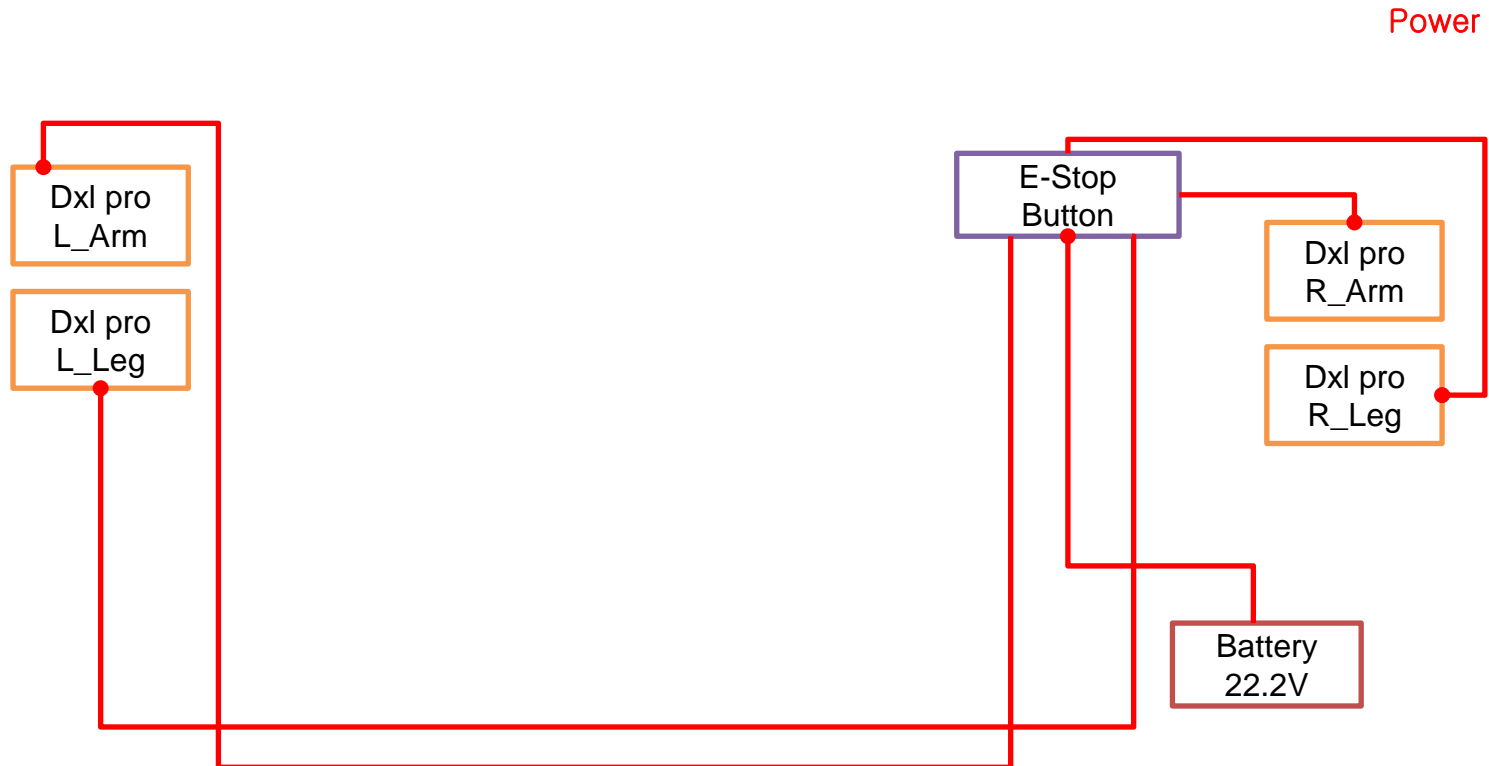 Power
Dxl pro
L_Arm
Dxl pro
L_Leg
E-Stop
Button
Dxl pro
R_Arm
Dxl pro
R_Leg
Battery
22.2V